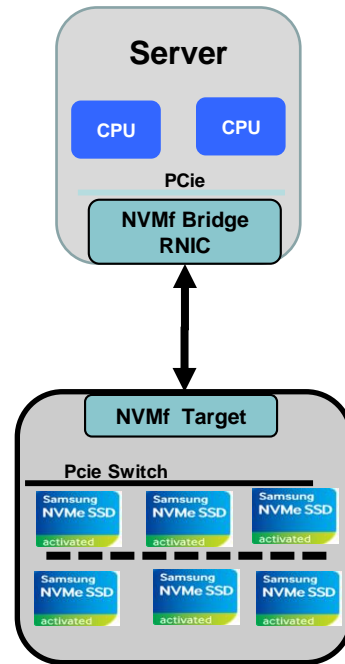 Server
CPU
CPU
PCie
NVMf Bridge
RNIC
NVMf Target
Pcie Switch
Samsung
NVMe SSD
activated
Samsung
NVMe SSD
activated
Samsung
NVMe SSD
activated
Samsung
NVMe SSD
activated
Samsung
NVMe SSD
activated
Samsung
NVMe SSD
activated